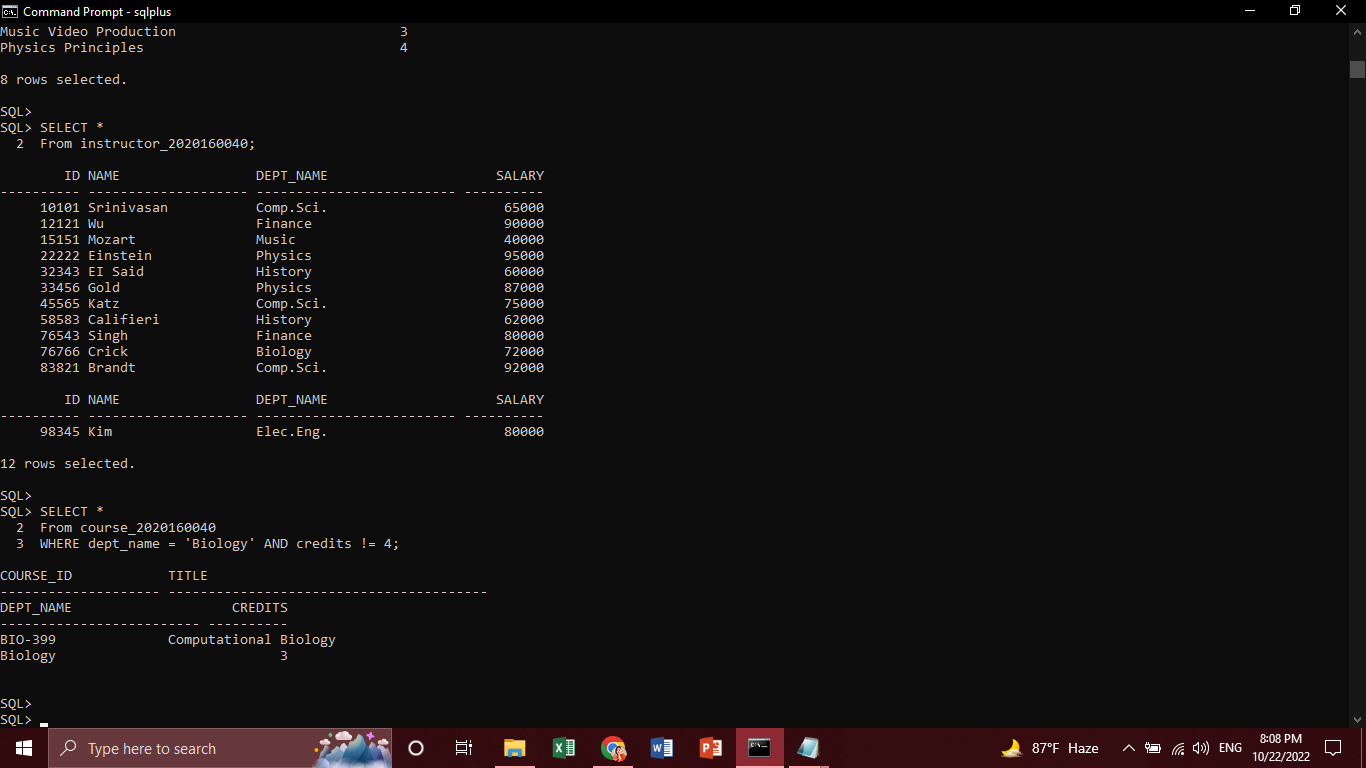 Command Prompt - sqlplus
Music Video Production 3
Physics Principles 4
8 rows selected.
SQL>
SQL> SELECT *
2 From instructor_2020160040;
ID NAME DEPT_NAME SALARY
---------- -------------------- ------------------------- ----------
10101 Srinivasan Comp.Sci. 65000
12121 Wu Finance 90000
15151 Mozart Music 40000
22222 Einstein Physics 95000
32343 EI Said History 60000
33456 Gold Physics 87000
45565 Katz Comp.Sci. 75000
58583 Califieri History 62000
76543 Singh Finance 80000
76766 Crick Biology 72000
83821 Brandt Comp.Sci. 92000
ID NAME DEPT_NAME SALARY
---------- -------------------- ------------------------- ----------
98345 Kim Elec.Eng. 80000
12 rows selected.
SQL>
SQL> SELECT *
2 From course_2020160040
3 WHERE dept_name = 'Biology' AND credits != 4;
COURSE_ID TITLE
-------------------- ----------------------------------------
DEPT_NAME CREDITS
------------------------- ----------
BIO-399 Computational Biology
Biology 3
SQL>
SQL>
Type here to search
87°F Haze
ENG
8:08 PM
10/22/2022